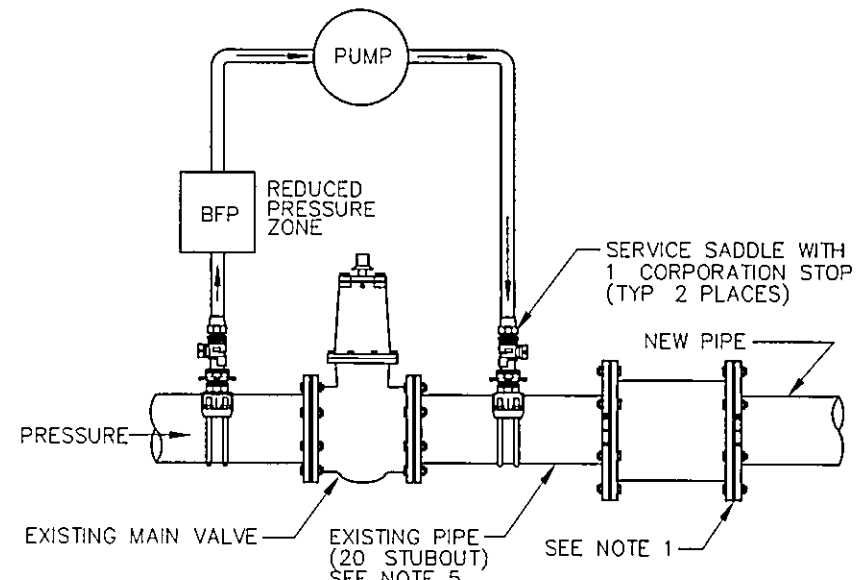 PUMP
BFP
REDUCED
PRESSURE
ZONE
SERVICE SADDLE WITH
1 CORPORATION STOP
(TYP 2 PLACES)
NEW PIPE
PRESSURE
EXISTING MAIN VALVE
EXISTING PIPE
(20 STUBOUT)
SEE NOTE 5
SEE NOTE 1